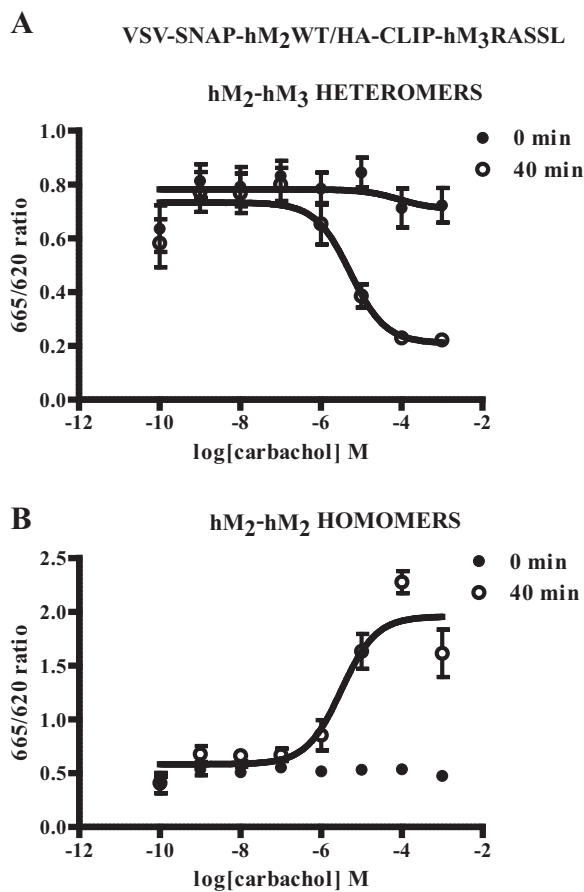 A
VSV-SNAP-hM2WT/HA-CLIP-hM3RASSL
hM2-hM3 HETEROMERS
0 min
40 min
1.0
0.8
0.6
0.4
0.2
0.0
665/620 ratio
-12
-10
-8
-6
-4
-2
log[carbachol] M
B
hM2-hM2 HOMOMERS
0 min
40 min
2.5
2.0
1.5
1.0
0.5
0.0
665/620 ratio
-12
-10
-8
-6
-4
-2
log[carbachol] M